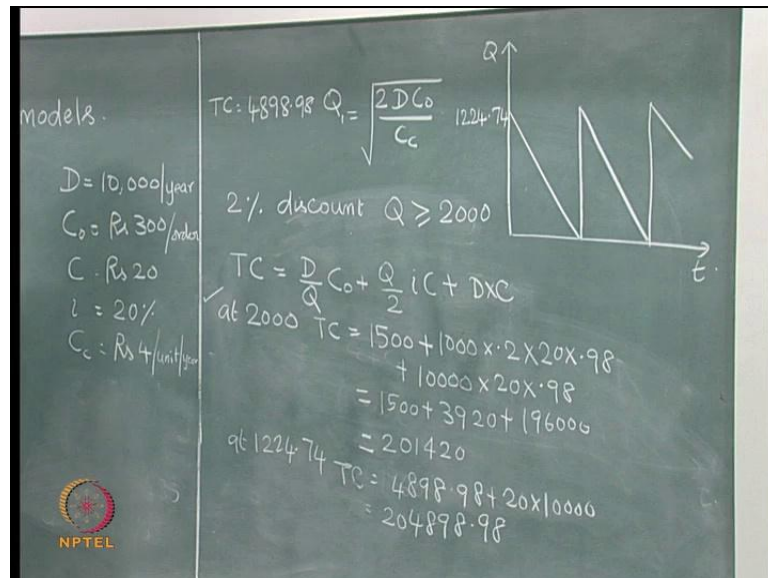 models.
D = 10,000/year
C₀ = Rs 300/order
C = Rs 20
i = 20%
C_c = Rs 4/unit/year
TC = 4898.98 Q₁ = √(2DC₀/C_c)
2% discount Q ≥ 2000
TC = D/Q C₀ + Q/2 iC + D×C
✓ at 2000 TC = 1500 + 1000 × .2 × 20 × .98
+ 10000 × 20 × .98
= 1500 + 3920 + 196000
= 201420
at 1224.74 TC = 4898.98 + 20 × 10000
= 204898.98
Q
1224.74
t
NPTEL